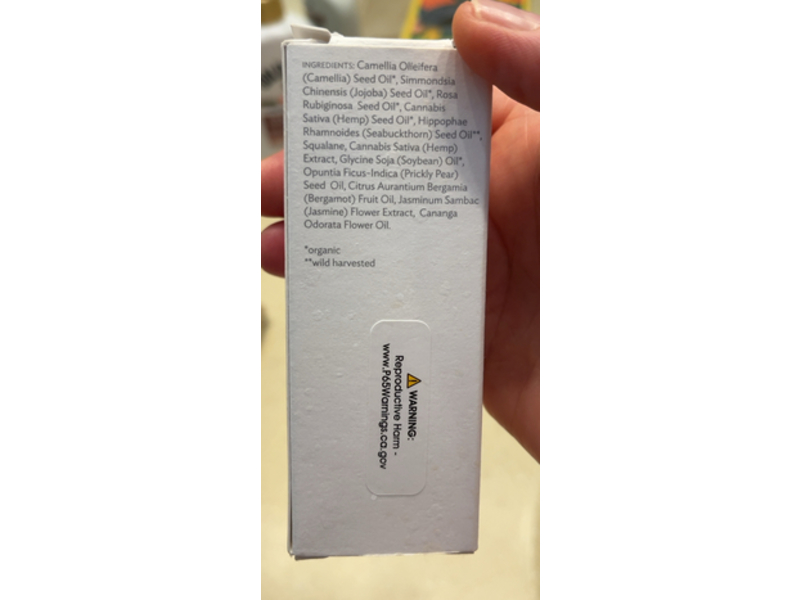 INGREDIENTS: Camellia Olleifera
(Camellia) Seed Oil*, Simmondsia
Chinensis (Jojoba) Seed Oil*, Rosa
Rubiginosa Seed Oil*, Cannabis
Sativa (Hemp) Seed Oil*, Hippophae
Rhamnoides (Seabuckthorn) Seed Oil**,
Squalane, Cannabis Sativa (Hemp)
Extract, Glycine Soja (Soybean) Oil*,
Opuntia Ficus-Indica (Prickly Pear)
Seed Oil, Citrus Aurantium Bergamia
(Bergamot) Fruit Oil, Jasminum Sambac
(Jasmine) Flower Extract, Cananga
Odorata Flower Oil.
*organic
**wild harvested
WARNING:
Reproductive Harm -
www.P65Warnings.ca.gov